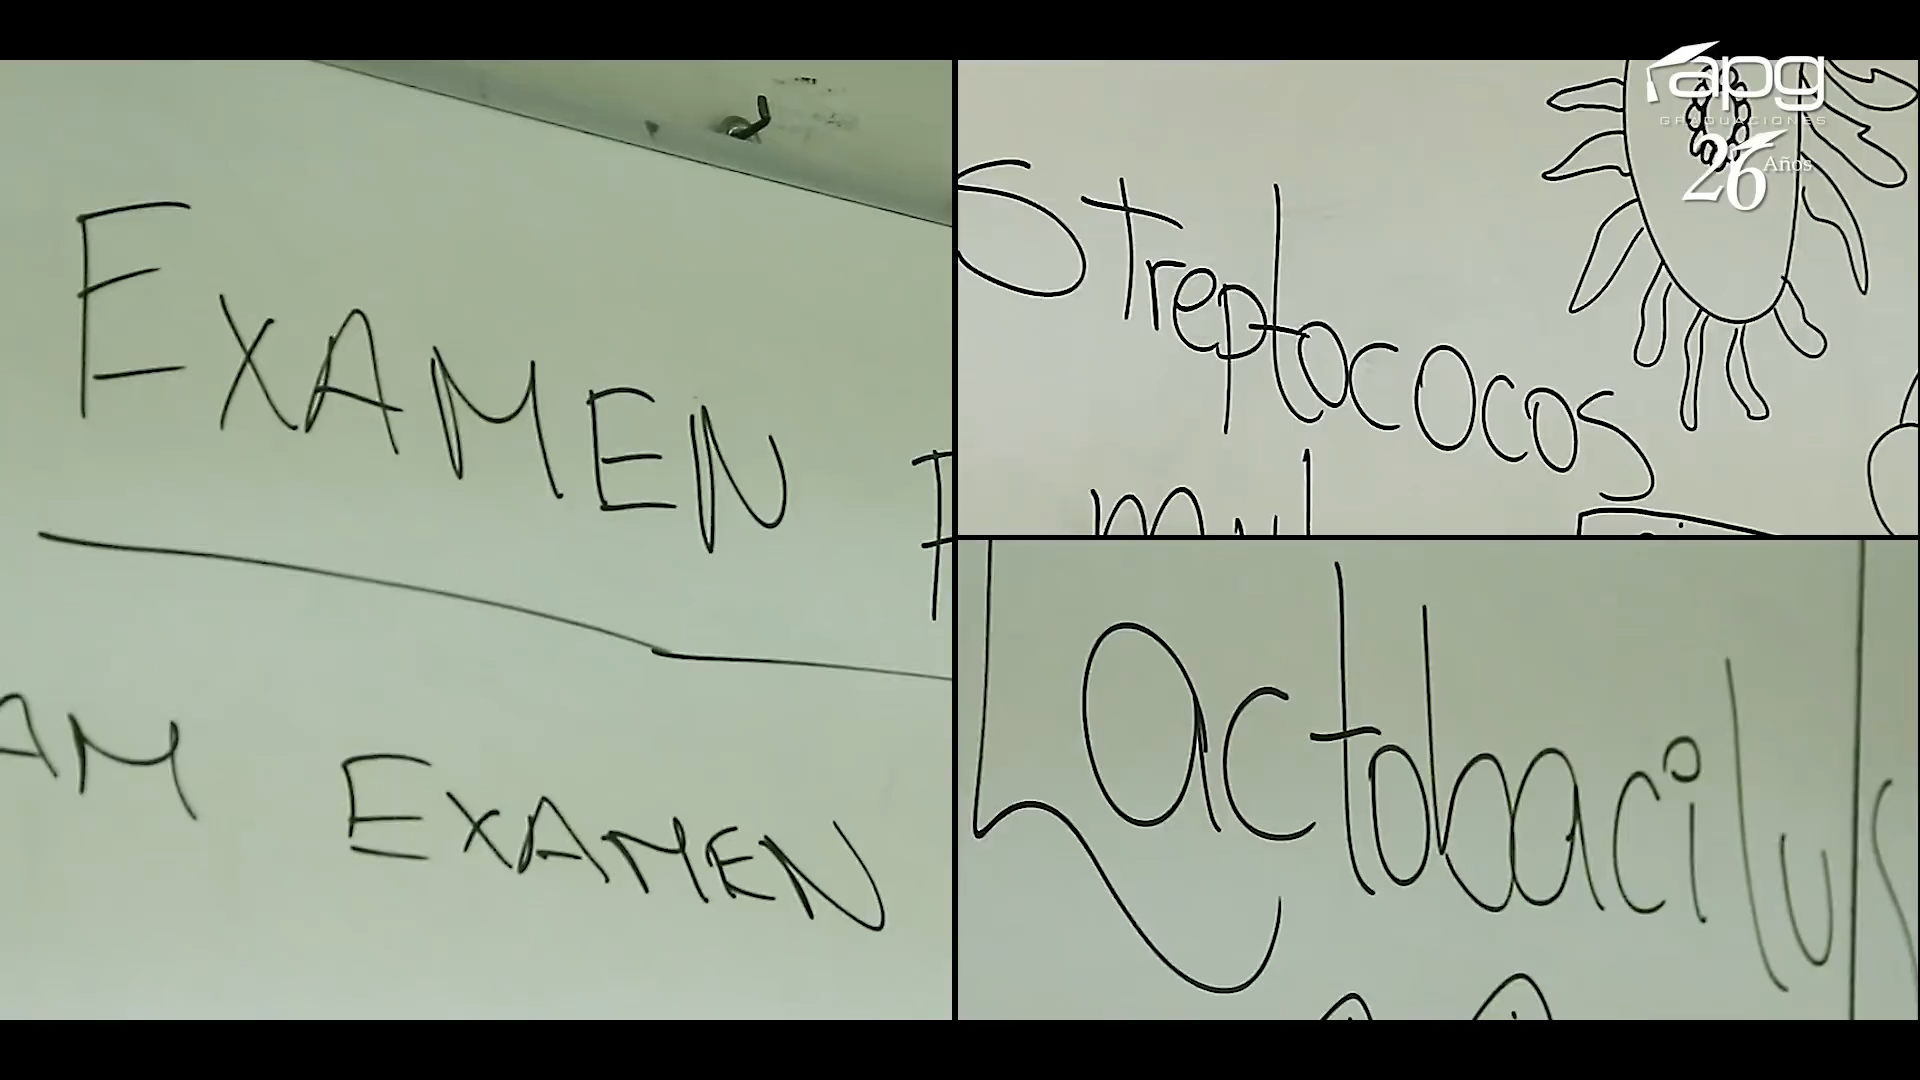 EXAMEN
AM EXAMEN
Streptococos
Lactobacilus
apg
GRADUACIONES
26 Años